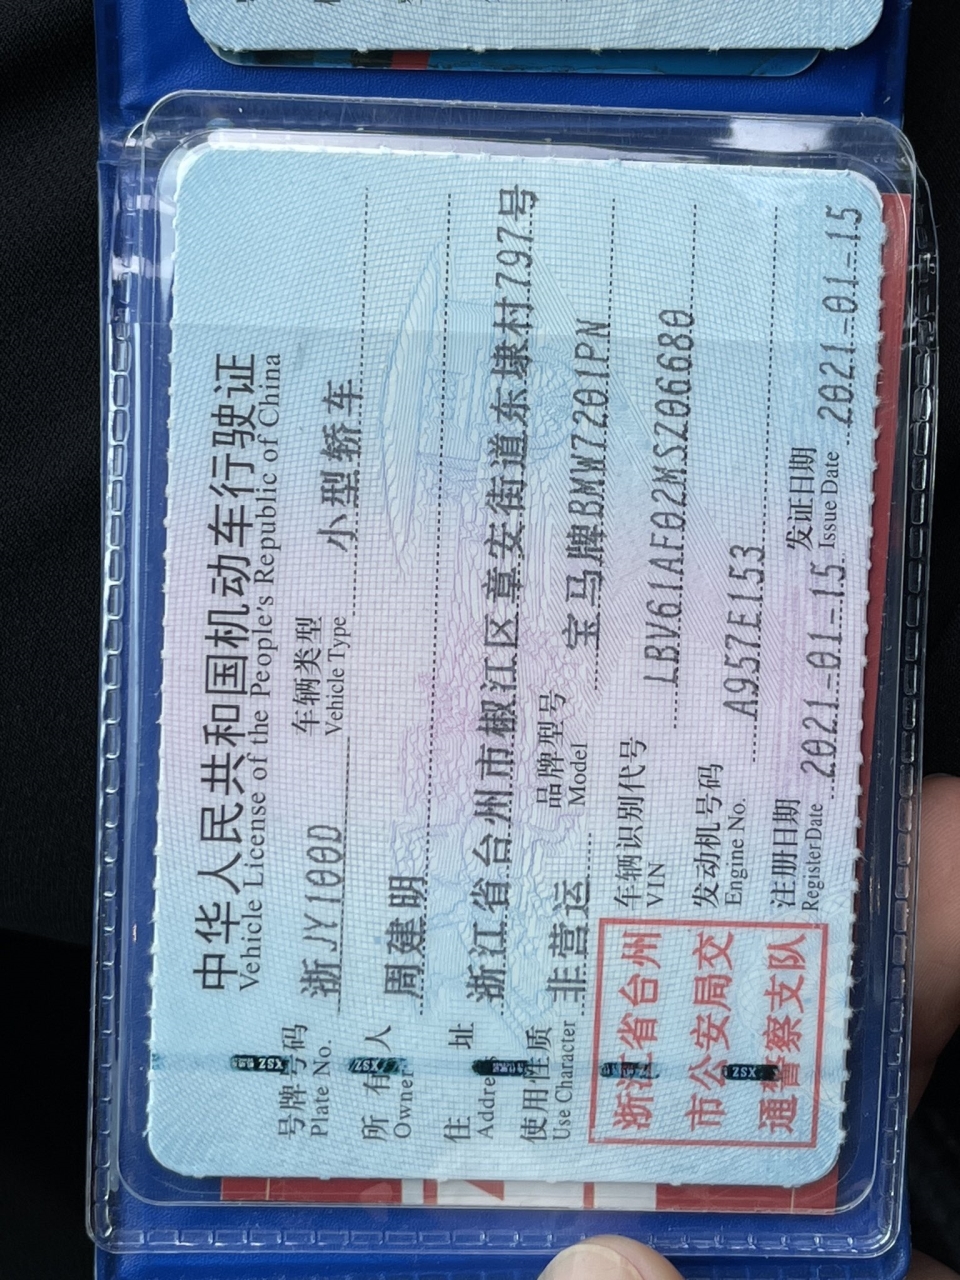 中华人民共和国机动车行驶证
Vehicle License of the People's Republic of China
号牌号码 浙JY100D 车辆类型 小型轿车
Plate No. Vehicle Type
所有人 周建明
Owner
住址 浙江省台州市椒江区章安街道东埭村797号
Address
使用性质 非营运 品牌型号 宝马牌BMW7201PN
Use Character Model
浙江省台州
市公安局交
通警察支队
车辆识别代号 LBV61AF02MS206680
VIN
发动机号码 A957E153
Engine No.
注册日期 2021-01-15 发证日期 2021-01-15
Register Date Issue Date